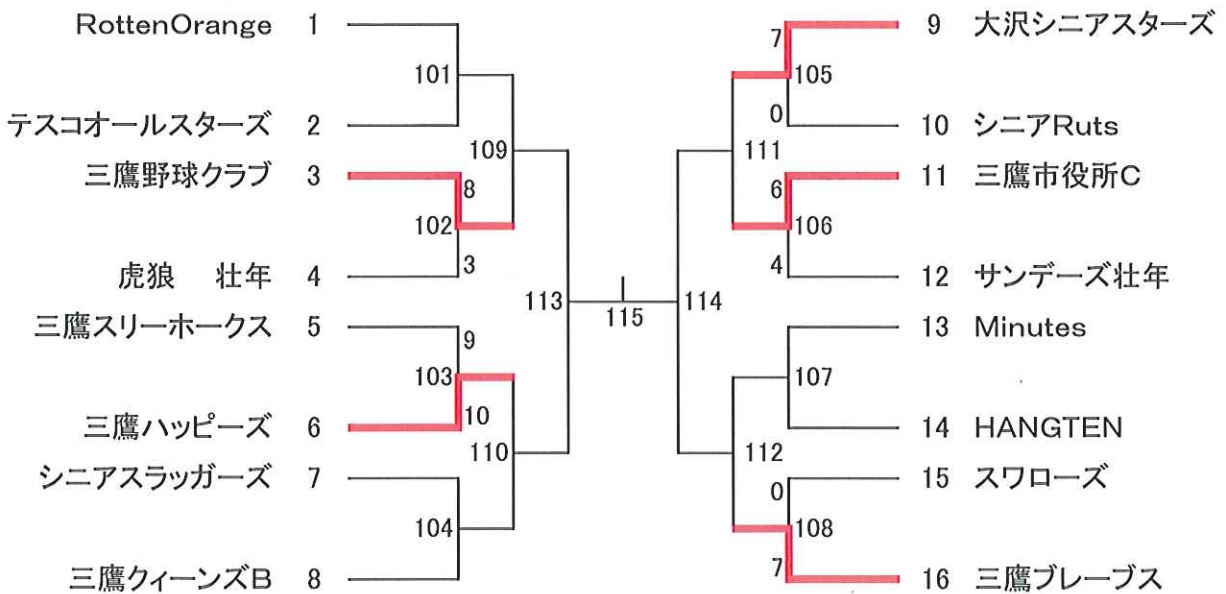 RottenOrange 1
101
テスコオールスターズ 2
109
三鷹野球クラブ 3
8
102
3
虎狼 壮年 4
113
三鷹スリーホークス 5
9
103
10
三鷹ハッピーズ 6
110
シニアスラッガーズ 7
104
三鷹クィーンズB 8
115
7
9 大沢シニアスターズ
105
0
10 シニアRuts
111
6
11 三鷹市役所C
106
4
12 サンデーズ壮年
114
13 Minutes
107
14 HANGTEN
112
0
15 スワローズ
108
7
16 三鷹ブレーブス